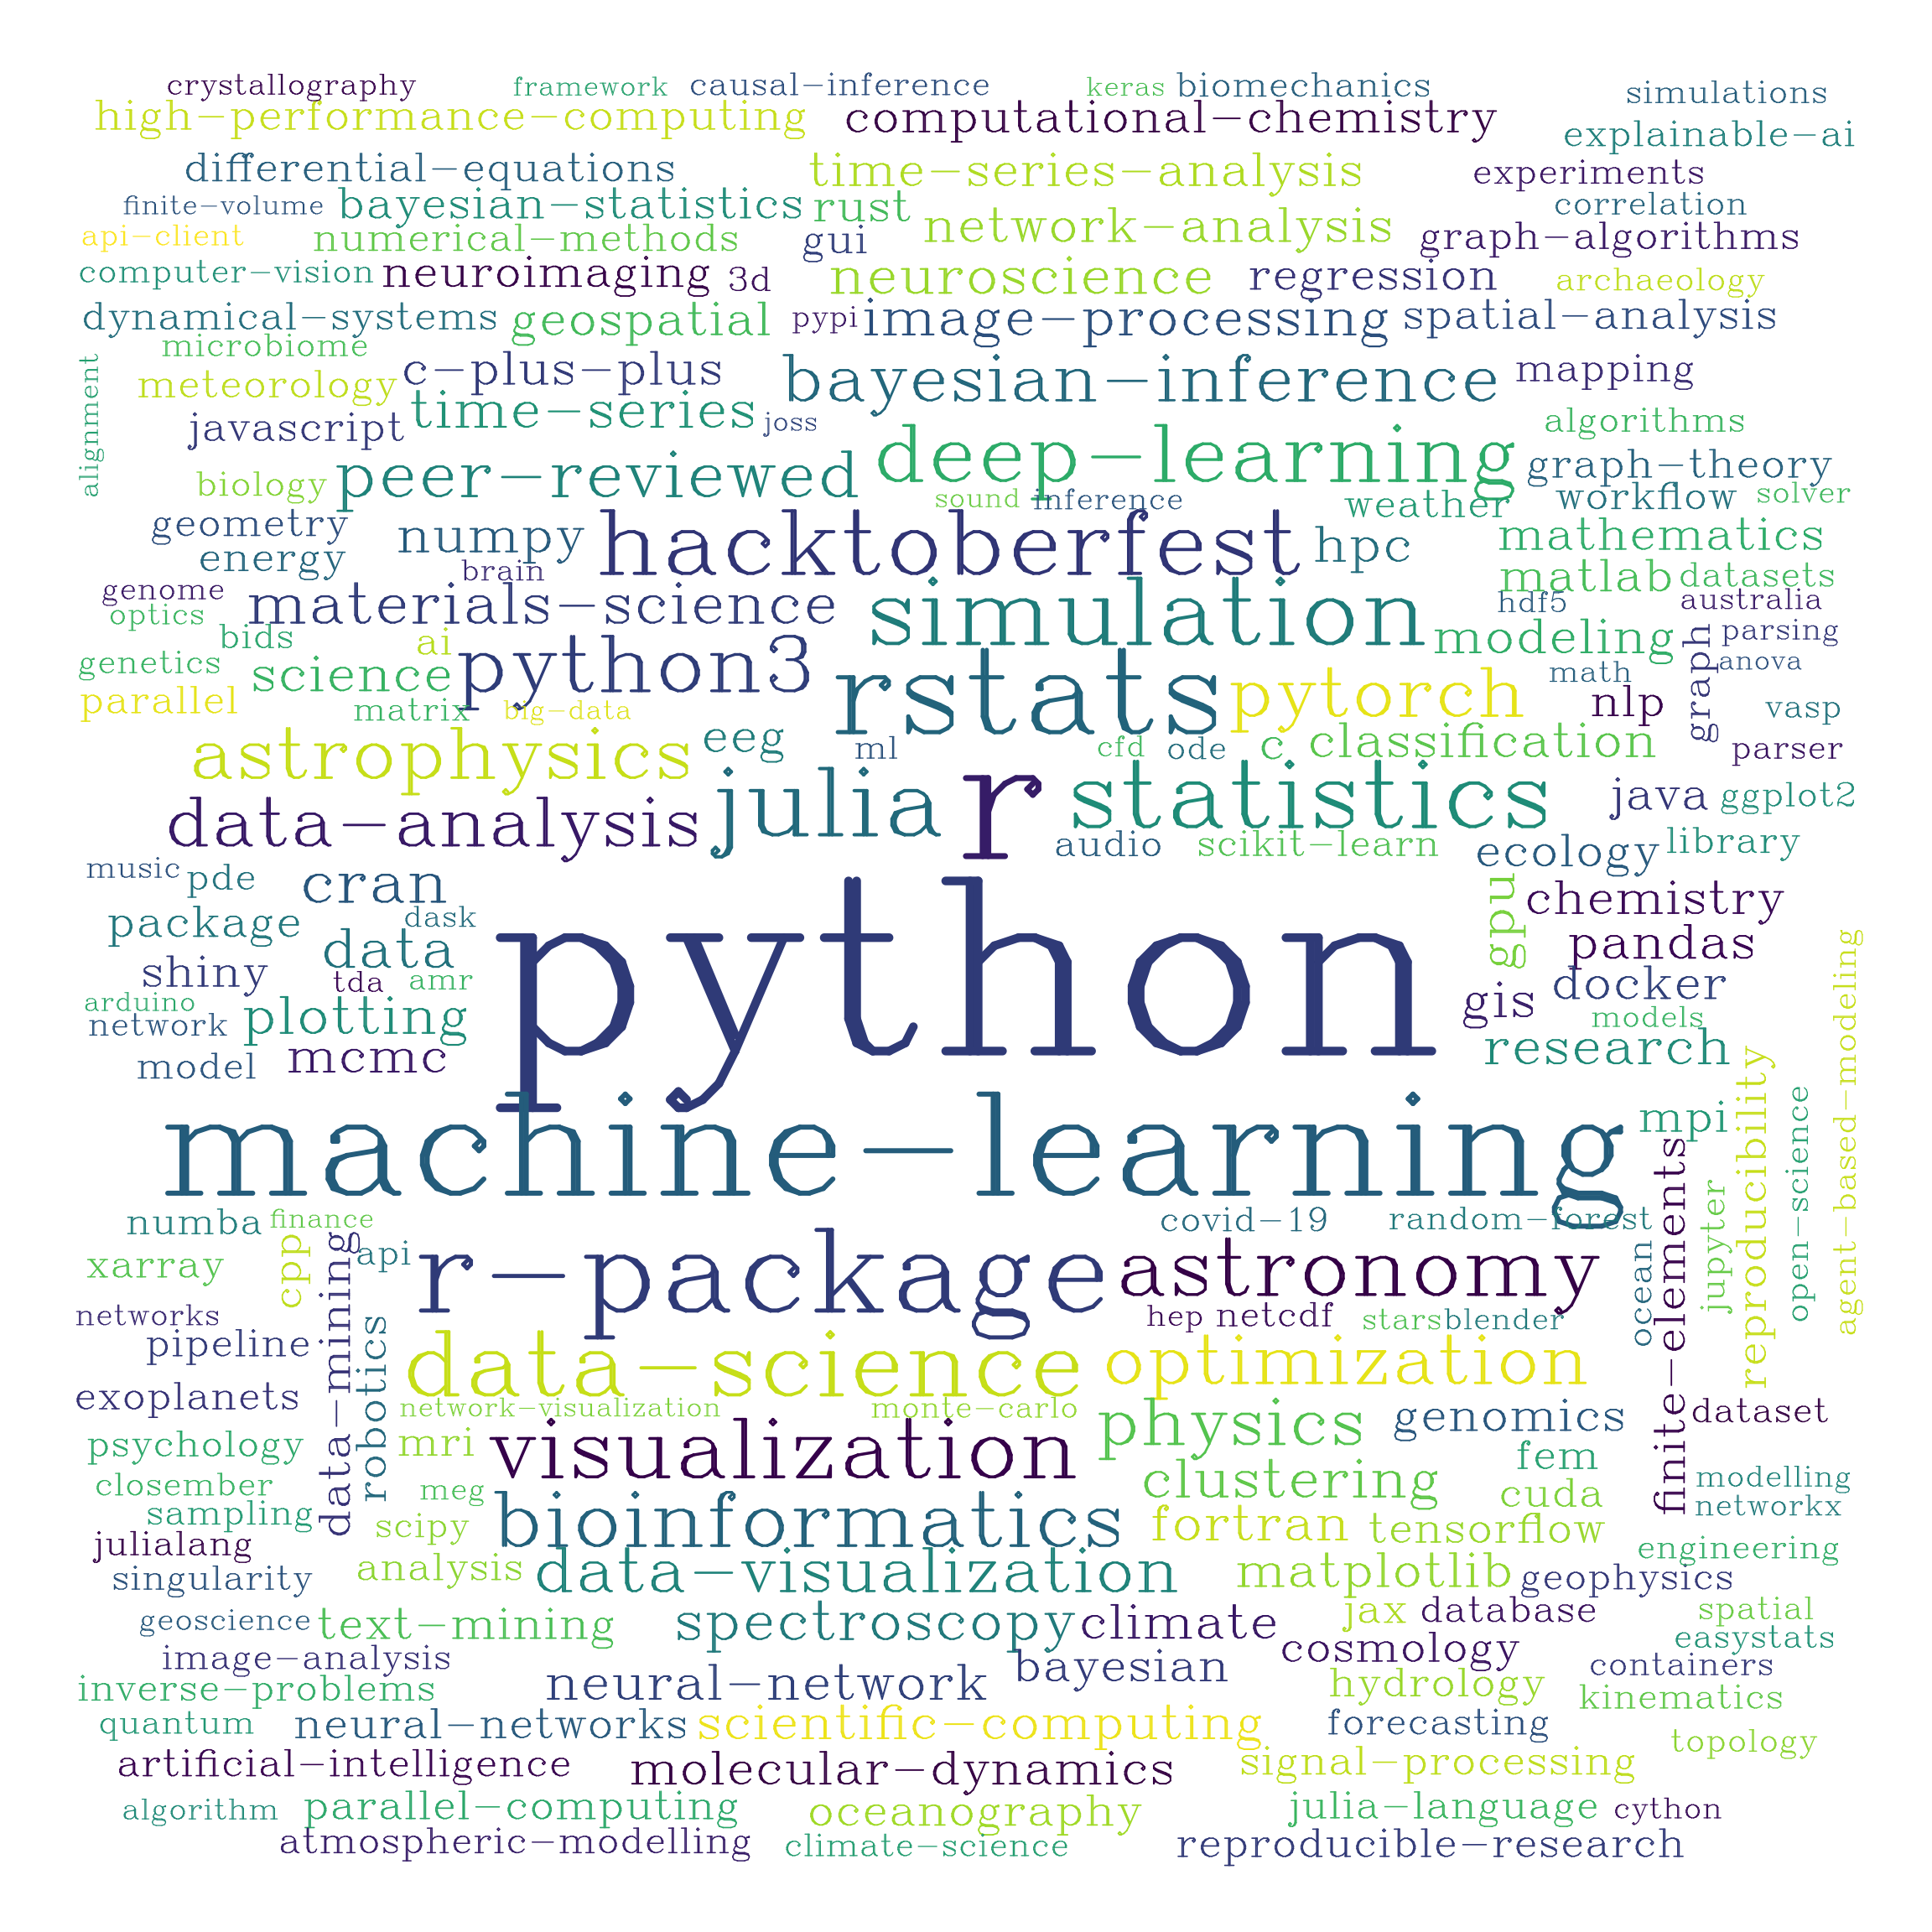 crystallography framework causal-inference keras biomechanics simulations
high-performance-computing computational-chemistry explainable-ai
differential-equations time-series-analysis experiments
finite-volume bayesian-statistics rust network-analysis correlation
api-client numerical-methods gui graph-algorithms
computer-vision neuroimaging 3d neuroscience regression archaeology
dynamical-systems geospatial pypi image-processing spatial-analysis
microbiome c-plus-plus bayesian-inference mapping
alignment meteorology time-series joss algorithms
javascript deep-learning
biology peer-reviewed sound inference weather graph-theory
workflow solver
geometry numpy hacktoberfest hpc mathematics
energy brain matlab datasets
genome materials-science simulation hdf5 australia
optics bids ai python3 modeling graph parsing
genetics science rstats pytorch math anova
parallel matrix big-data nlp vasp
astrophysics eeg ml cfd ode c classification parser
data-analysis julia r statistics java ggplot2
audio scikit-learn ecology library
music pde cran gpu chemistry
package dask python pandas
data agent-based-modeling
shiny tda amr gis docker
arduino models
network plotting research
model mcmc reproducibility
machine-learning mpi open-science
finite-elements jupyter
numba finance covid-19 random-forest
xarray cpp data-mining api r-package astronomy ocean
networks hep netcdf stars blender
pipeline robotics data-science optimization
exoplanets network-visualization monte-carlo physics genomics dataset
psychology mri visualization fem
closember meg clustering cuda modelling
sampling scipy bioinformatics fortran tensorflow networkx
julialang analysis data-visualization matplotlib engineering
singularity geophysics
geoscience text-mining spectroscopy climate jax database spatial
image-analysis cosmology easystats
inverse-problems neural-network bayesian hydrology containers
kinematics
quantum neural-networks scientific-computing forecasting
artificial-intelligence molecular-dynamics signal-processing topology
algorithm parallel-computing oceanography julia-language cython
atmospheric-modelling climate-science reproducible-research